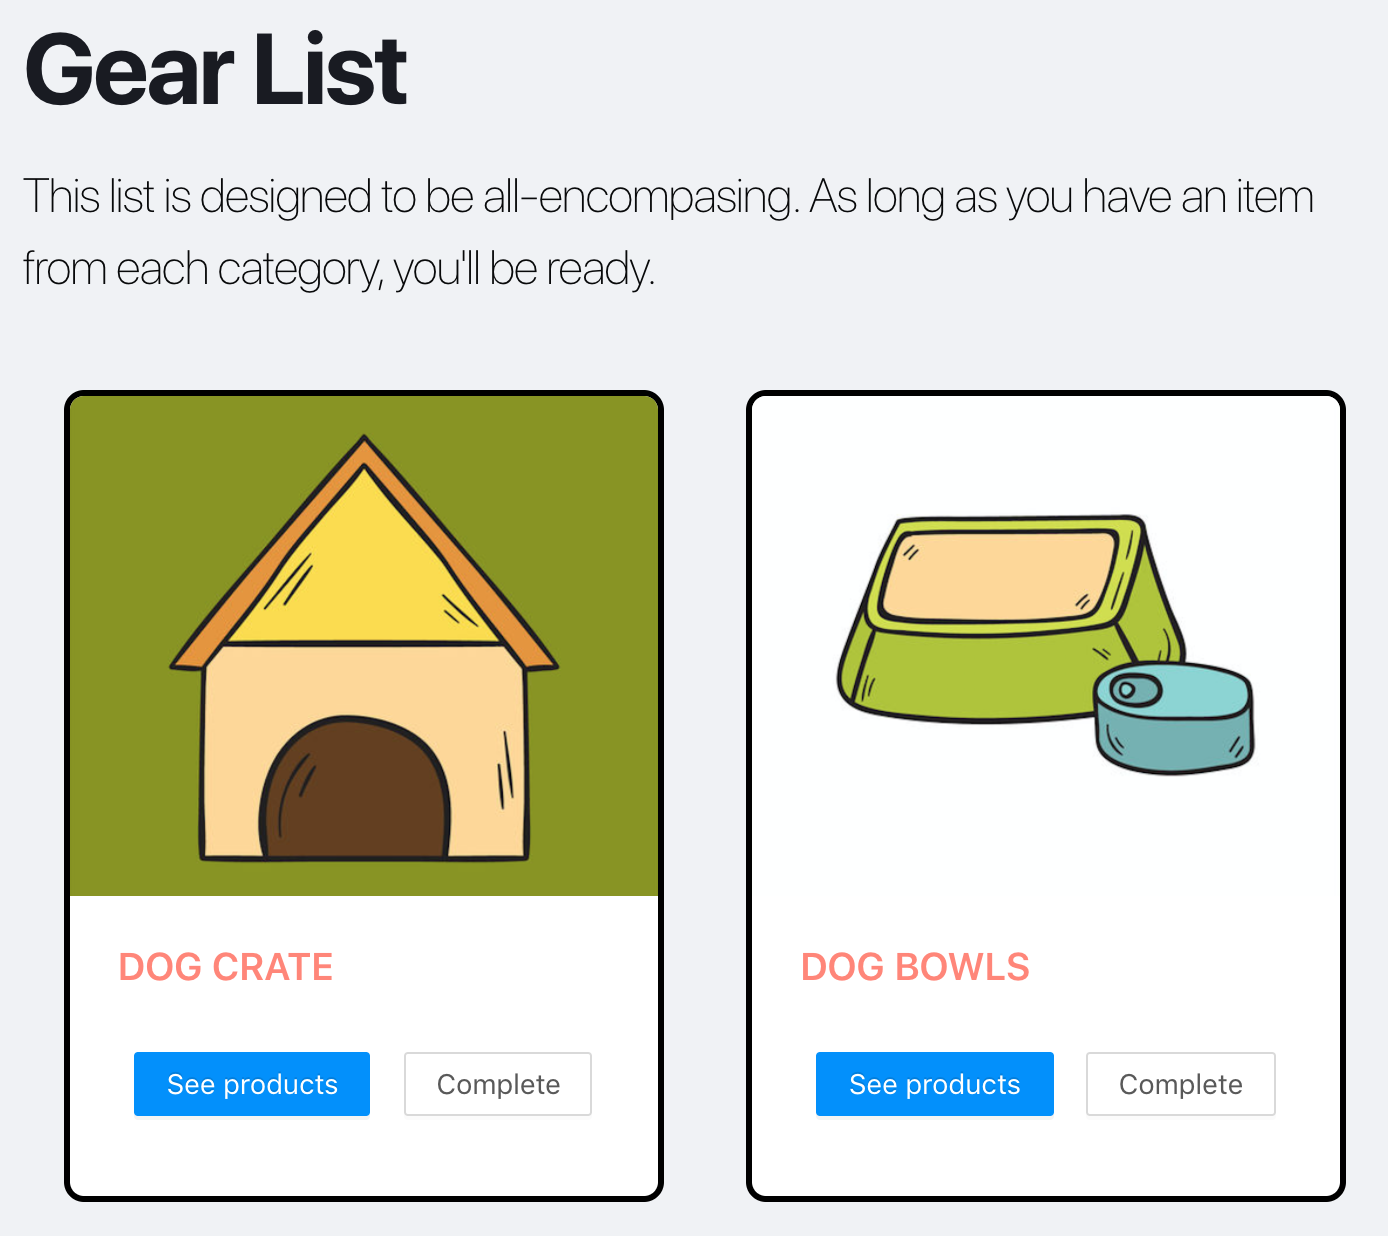 Gear List
This list is designed to be all-encompasing. As long as you have an item
from each category, you'll be ready.
DOG CRATE
See products
Complete
DOG BOWLS
See products
Complete